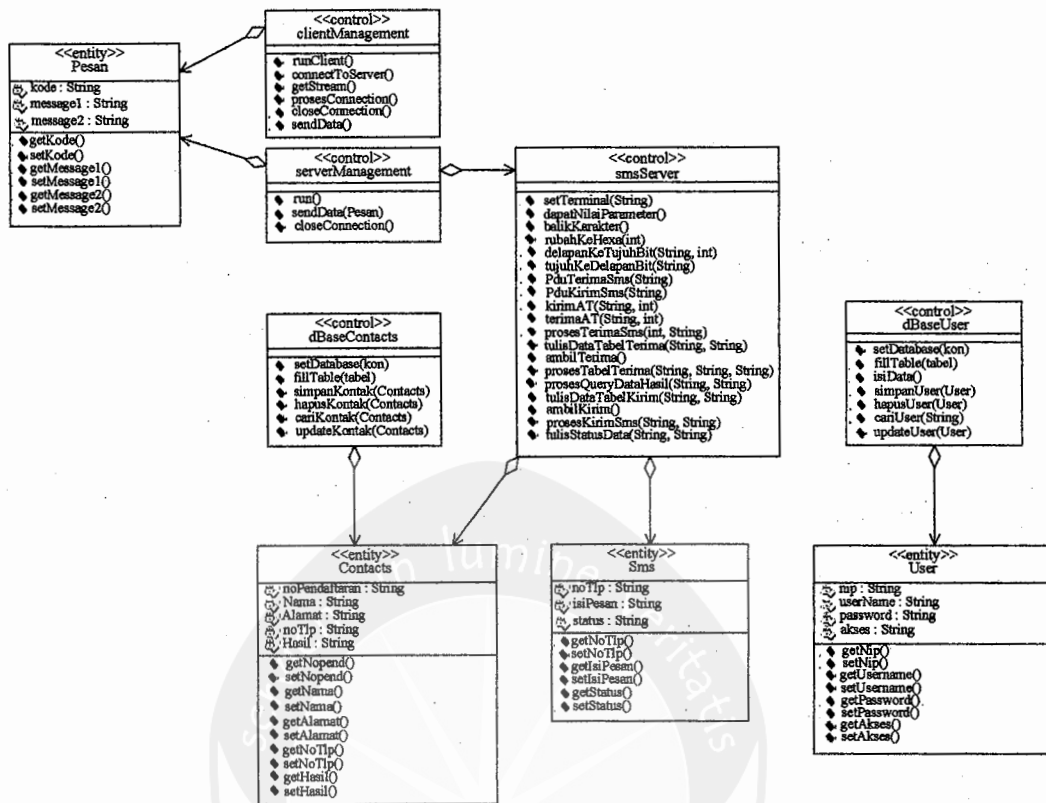 <<entity>>
Pesan
kode : String
message1 : String
message2 : String
getKode()
setKode()
getMessage1()
setMessage1()
getMessage2()
setMessage2()
<<control>>
clientManagement
runClient()
connectToServer()
getStream()
prosesConnection()
closeConnection()
sendData()
<<control>>
serverManagement
run()
sendData(Pesan)
closeConnection()
<<control>>
smsServer
setTerminal(String)
dapatNilaiParameter()
balikKarakter()
rubahKeHexa(int)
delapanKeTujuhBit(String, int)
tujuhKeDelapanBit(String)
PduTerimaSms(String)
PduKirimSms(String)
kirimAT(String, int)
terimaAT(String, int)
prosesTerimaSms(int, String)
tulisDataTabelTerima(String, String)
ambilTerima()
prosesTabelTerima(String, String, String)
prosesQueryDataHasil(String, String)
tulisDataTabelKirim(String, String)
ambilKirim()
prosesKirimSms(String, String)
tulisStatusData(String, String)
<<control>>
dBaseContacts
setDatabase(kon)
fillTable(tabel)
simpanKontak(Contacts)
hapusKontak(Contacts)
cariKontak(Contacts)
updateKontak(Contacts)
<<control>>
dBaseUser
setDatabase(kon)
fillTable(tabel)
isiData()
simpanUser(User)
hapusUser(User)
cariUser(String)
updateUser(User)
<<entity>>
Contacts
noPendaftaran : String
Nama : String
Alamat : String
noTlp : String
Hasil : String
getNopend()
setNopend()
getNama()
setNama()
getAlamat()
setAlamat()
getNoTlp()
setNoTlp()
getHasil()
setHasil()
<<entity>>
Sms
noTlp : String
isiPesan : String
status : String
getNoTlp()
setNoTlp()
getIsiPesan()
setIsiPesan()
getStatus()
setStatus()
<<entity>>
User
nip : String
userName : String
password : String
akses : String
getNip()
setNip()
getUsername()
setUsername()
getPassword()
setPassword()
getAkses()
setAkses()
lumine